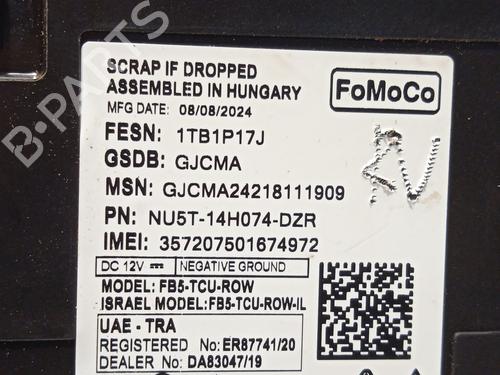 B-PARTS
SCRAP IF DROPPED
ASSEMBLED IN HUNGARY
MFG DATE: 08/08/2024
FoMoCo
FESN: 1TB1P17J
GSDB: GJCMA
MSN: GJCMA24218111909
PN: NU5T-14H074-DZR
IMEI: 357207501674972
DC 12V NEGATIVE GROUND
MODEL: FB5-TCU-ROW
ISRAEL MODEL:FB5-TCU-ROW-IL
UAE - TRA
REGISTERED No:ER87741/20
DEALER No: DA83047/19